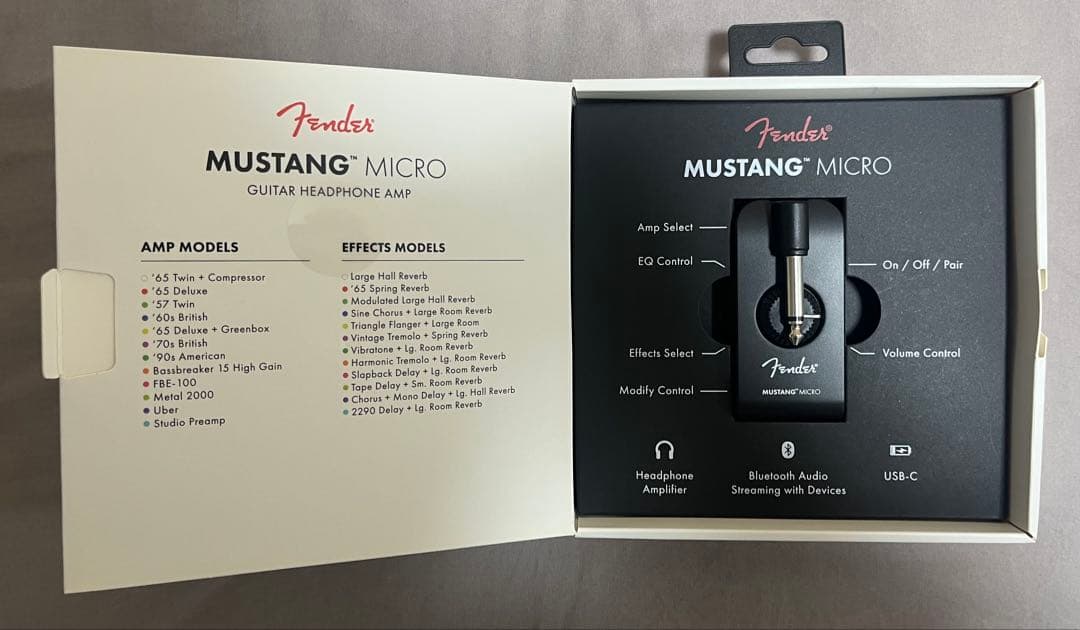 Fender
MUSTANG™ MICRO
GUITAR HEADPHONE AMP
AMP MODELS
'65 Twin + Compressor
'65 Deluxe
'57 Twin
'60s British
'65 Deluxe + Greenbox
'70s British
'90s American
Bassbreaker 15 High Gain
FBE-100
Metal 2000
Uber
Studio Preamp
EFFECTS MODELS
Large Hall Reverb
'65 Spring Reverb
Modulated Large Hall Reverb
Sine Chorus + Large Room Reverb
Triangle Flanger + Large Room
Vintage Tremolo + Spring Reverb
Vibratone + Lg. Room Reverb
Harmonic Tremolo + Lg. Room Reverb
Slapback Delay + Lg. Room Reverb
Tape Delay + Sm. Room Reverb
Chorus + Mono Delay + Lg. Hall Reverb
2290 Delay + Lg. Room Reverb
Fender®
MUSTANG™ MICRO
Amp Select
EQ Control
On / Off / Pair
Effects Select
Volume Control
Modify Control
Fender
MUSTANG™MICRO
Headphone
Amplifier
Bluetooth Audio
Streaming with Devices
USB-C